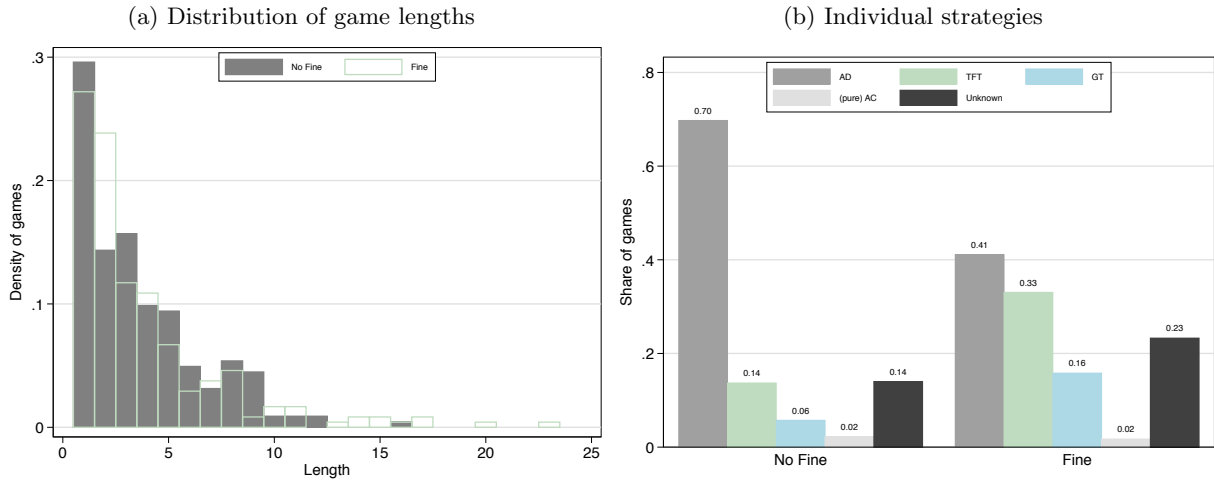 (a) Distribution of game lengths
No Fine Fine
Density of games
.3
.2
.1
0
0 5 10 15 20 25
Length
(b) Individual strategies
AD TFT GT
(pure) AC Unknown
Share of games
.8
.6
.4
.2
0
0.70
0.14
0.06
0.02
0.14
0.41
0.33
0.16
0.02
0.23
No Fine Fine